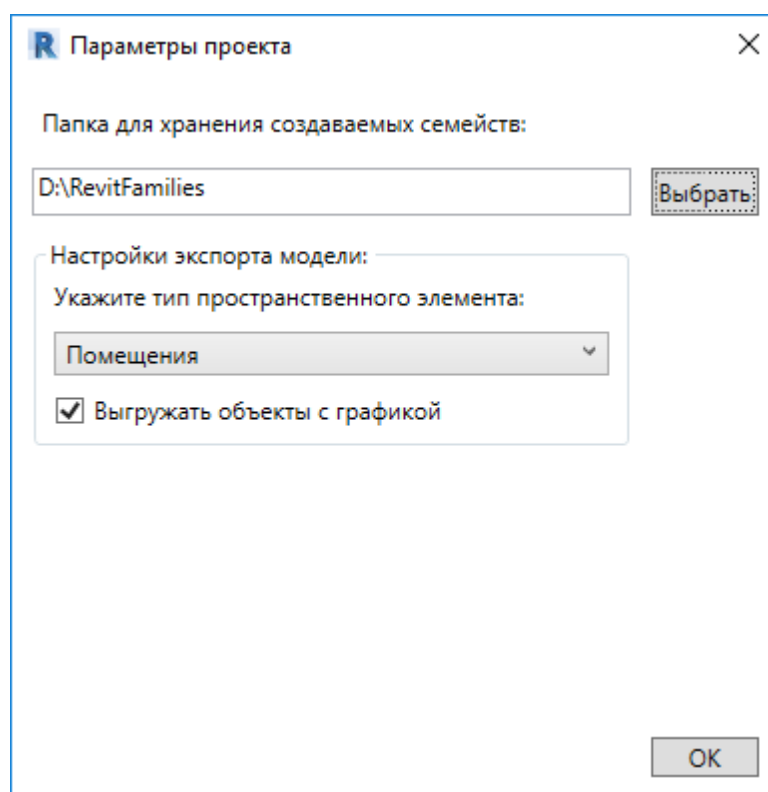 Параметры проекта
Папка для хранения создаваемых семейств:
D:\RevitFamilies
Выбрать
Настройки экспорта модели:
Укажите тип пространственного элемента:
Помещения
Выгружать объекты с графикой
OK